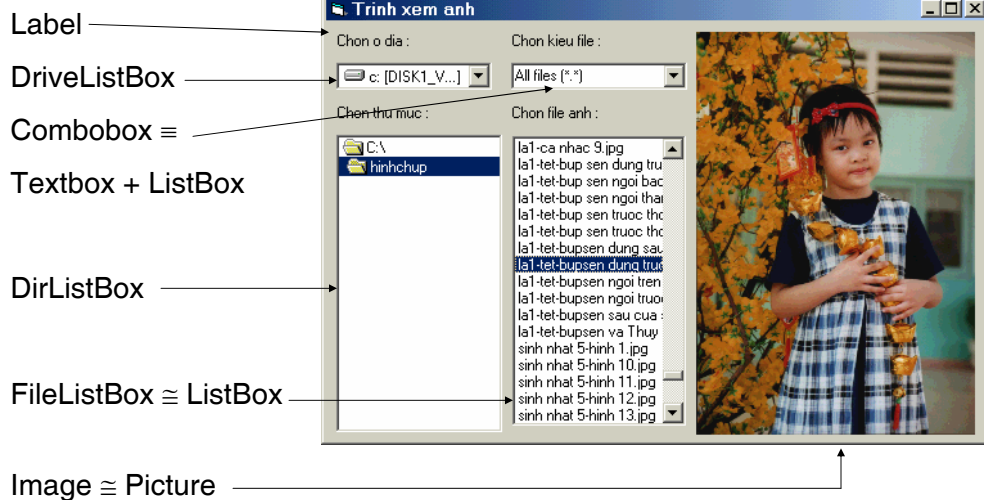 Label
DriveListBox
Combobox ≡
Textbox + ListBox
DirListBox
FileListBox ≅ ListBox
Image ≅ Picture
Trinh xem anh
Chon o dia :
Chon kieu file :
c: [DISK1_V...]
All files (*.*)
Chon thu muc :
Chon file anh :
C:\
hinhchup
la1-ca nhac 9.jpg
la1-tet-bup sen dung tru
la1-tet-bup sen ngoi bac
la1-tet-bup sen ngoi thai
la1-tet-bup sen truoc tho
la1-tet-bup sen truoc tho
la1-tet-bupsen dung sau
la1-tet-bupsen dung truo
la1-tet-bupsen ngoi tren
la1-tet-bupsen ngoi truo
la1-tet-bupsen sau cua
la1-tet-bupsen va Thuy
sinh nhat 5-hinh 1.jpg
sinh nhat 5-hinh 10.jpg
sinh nhat 5-hinh 11.jpg
sinh nhat 5-hinh 12.jpg
sinh nhat 5-hinh 13.jpg